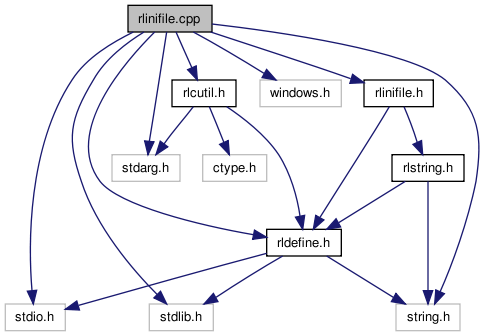 rlinifile.cpp
rlcutil.h
windows.h
rlinifile.h
stdarg.h
ctype.h
rlstring.h
rldefine.h
stdio.h
stdlib.h
string.h